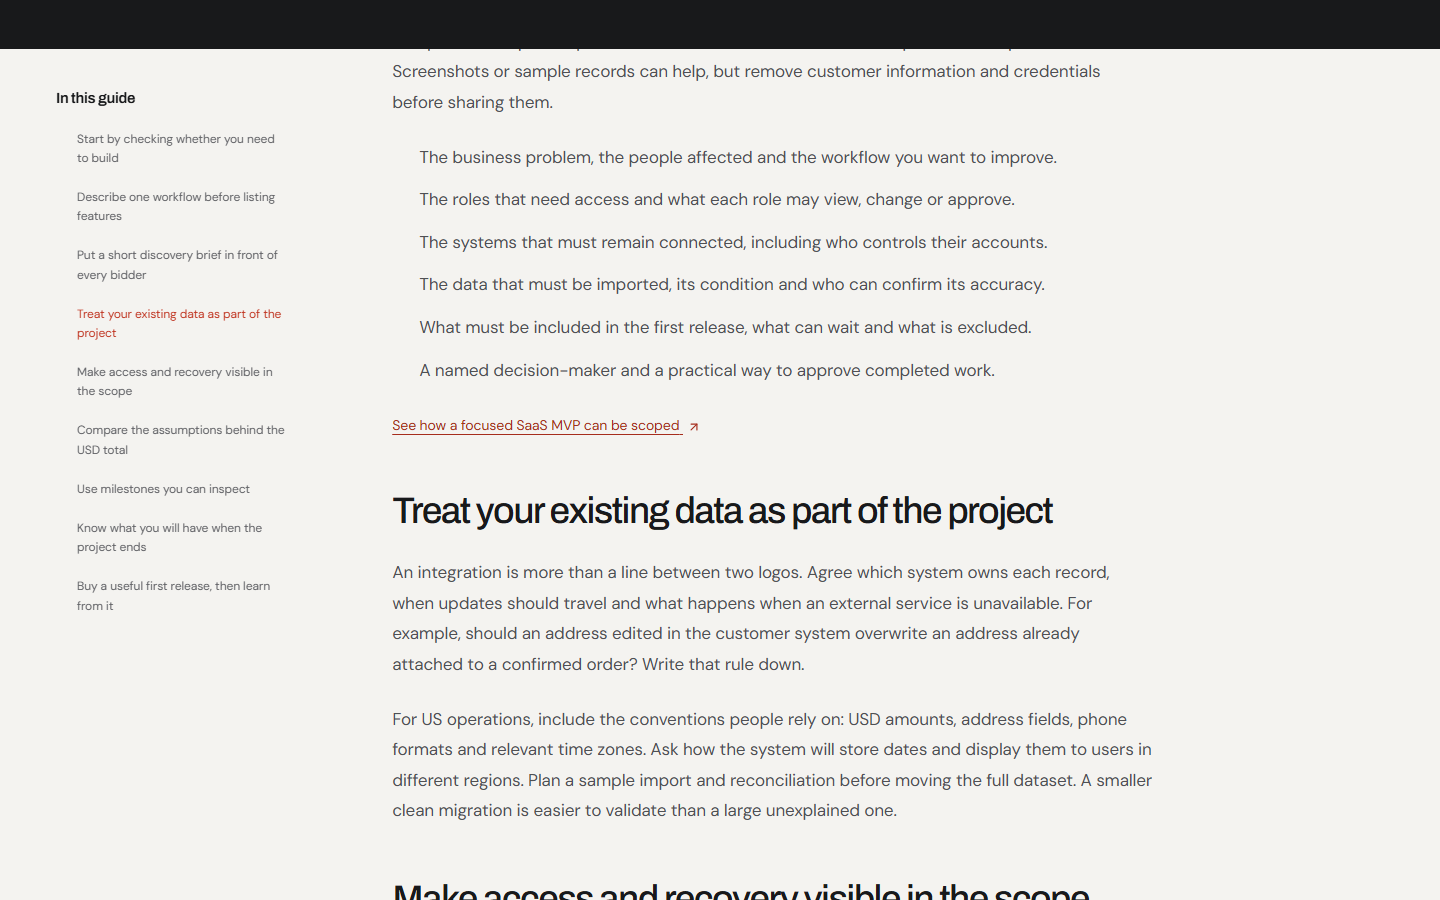 In this guide
Start by checking whether you need
to build
Describe one workflow before listing
features
Put a short discovery brief in front of
every bidder
Treat your existing data as part of the
project
Make access and recovery visible in
the scope
Compare the assumptions behind the
USD total
Use milestones you can inspect
Know what you will have when the
project ends
Buy a useful first release, then learn
from it
Screenshots or sample records can help, but remove customer information and credentials
before sharing them.
The business problem, the people affected and the workflow you want to improve.
The roles that need access and what each role may view, change or approve.
The systems that must remain connected, including who controls their accounts.
The data that must be imported, its condition and who can confirm its accuracy.
What must be included in the first release, what can wait and what is excluded.
A named decision-maker and a practical way to approve completed work.
See how a focused SaaS MVP can be scoped
Treat your existing data as part of the project
An integration is more than a line between two logos. Agree which system owns each record,
when updates should travel and what happens when an external service is unavailable. For
example, should an address edited in the customer system overwrite an address already
attached to a confirmed order? Write that rule down.
For US operations, include the conventions people rely on: USD amounts, address fields, phone
formats and relevant time zones. Ask how the system will store dates and display them to users in
different regions. Plan a sample import and reconciliation before moving the full dataset. A smaller
clean migration is easier to validate than a large unexplained one.
Make access and recovery visible in the scope